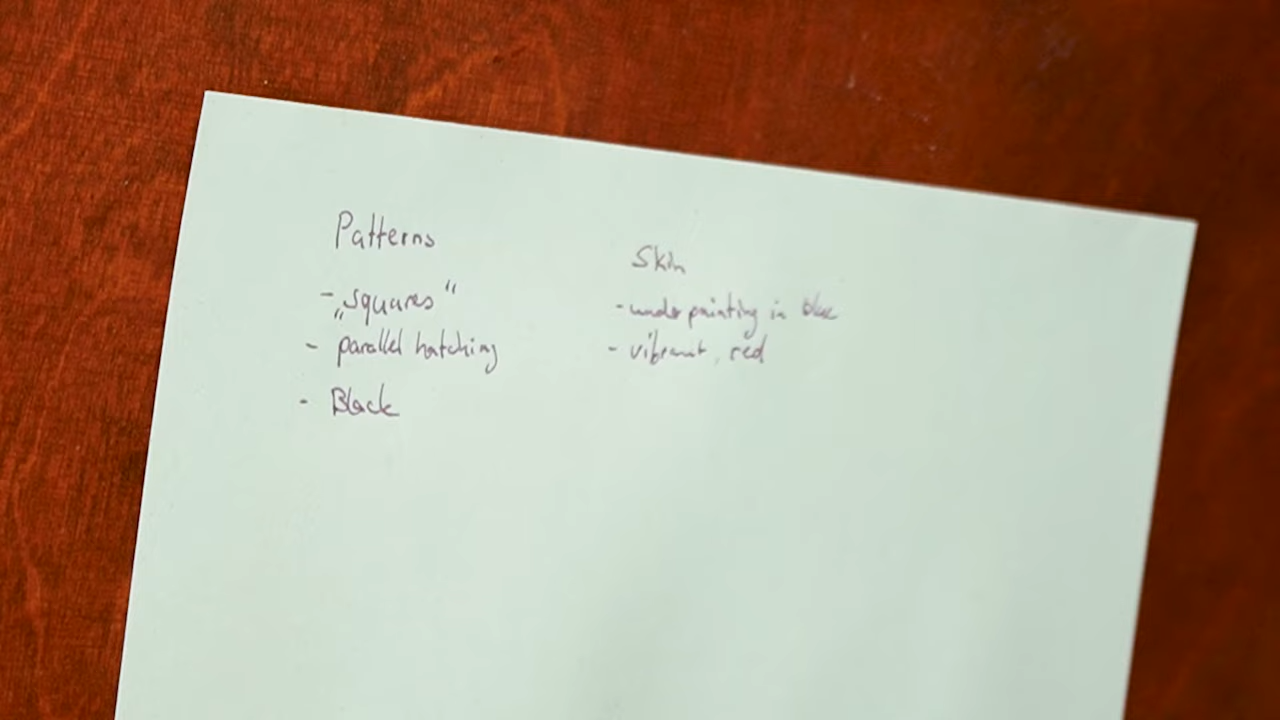 Patterns
- „squares“
- parallel hatching
- Black
Skin
- underpainting in blue
- vibrant, red